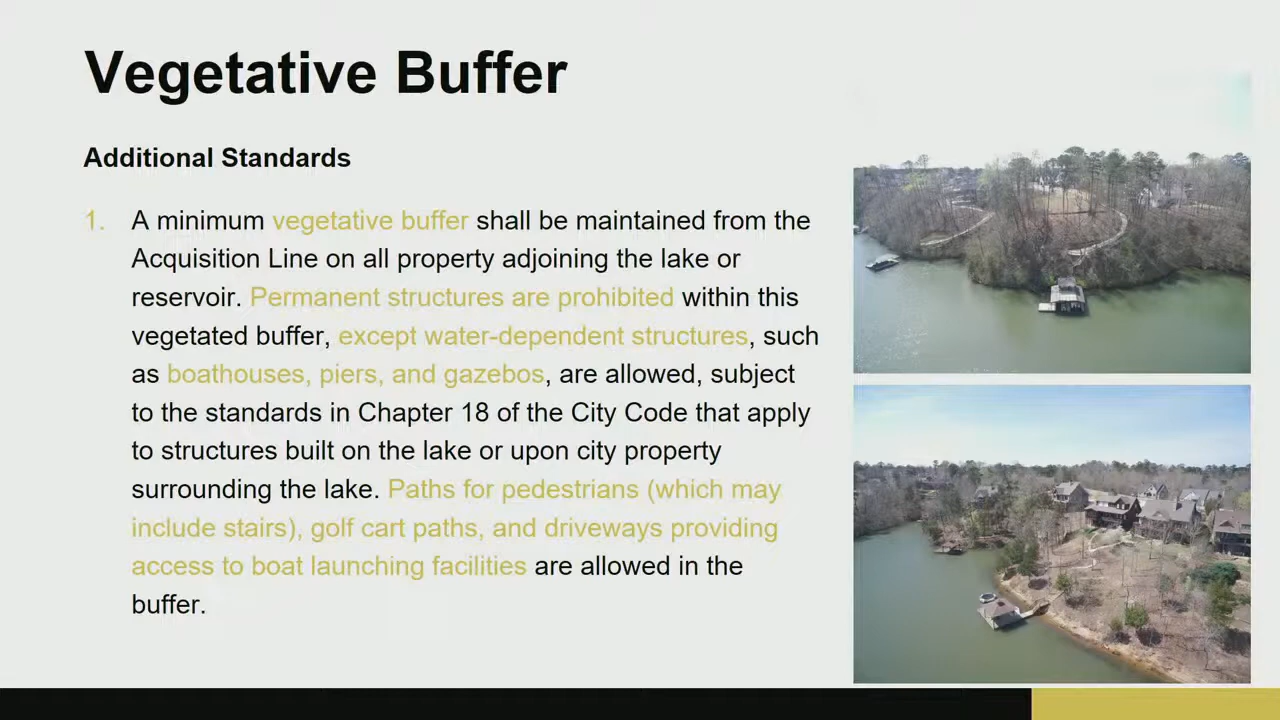 Vegetative Buffer
Additional Standards
1. A minimum vegetative buffer shall be maintained from the
Acquisition Line on all property adjoining the lake or
reservoir. Permanent structures are prohibited within this
vegetated buffer, except water-dependent structures, such
as boathouses, piers, and gazebos, are allowed, subject
to the standards in Chapter 18 of the City Code that apply
to structures built on the lake or upon city property
surrounding the lake. Paths for pedestrians (which may
include stairs), golf cart paths, and driveways providing
access to boat launching facilities are allowed in the
buffer.